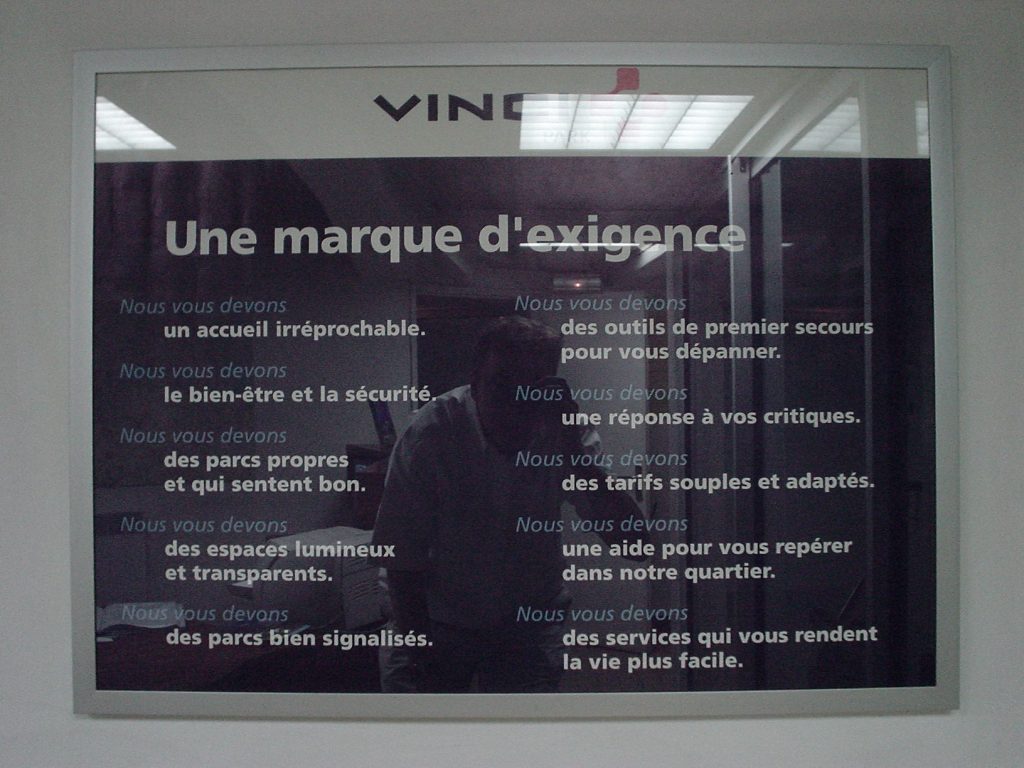 VINCI
PARK
Une marque d'exigence
Nous vous devons
un accueil irréprochable.
Nous vous devons
le bien-être et la sécurité.
Nous vous devons
des parcs propres
et qui sentent bon.
Nous vous devons
des espaces lumineux
et transparents.
Nous vous devons
des parcs bien signalisés.
Nous vous devons
des outils de premier secours
pour vous dépanner.
Nous vous devons
une réponse à vos critiques.
Nous vous devons
des tarifs souples et adaptés.
Nous vous devons
une aide pour vous repérer
dans notre quartier.
Nous vous devons
des services qui vous rendent
la vie plus facile.